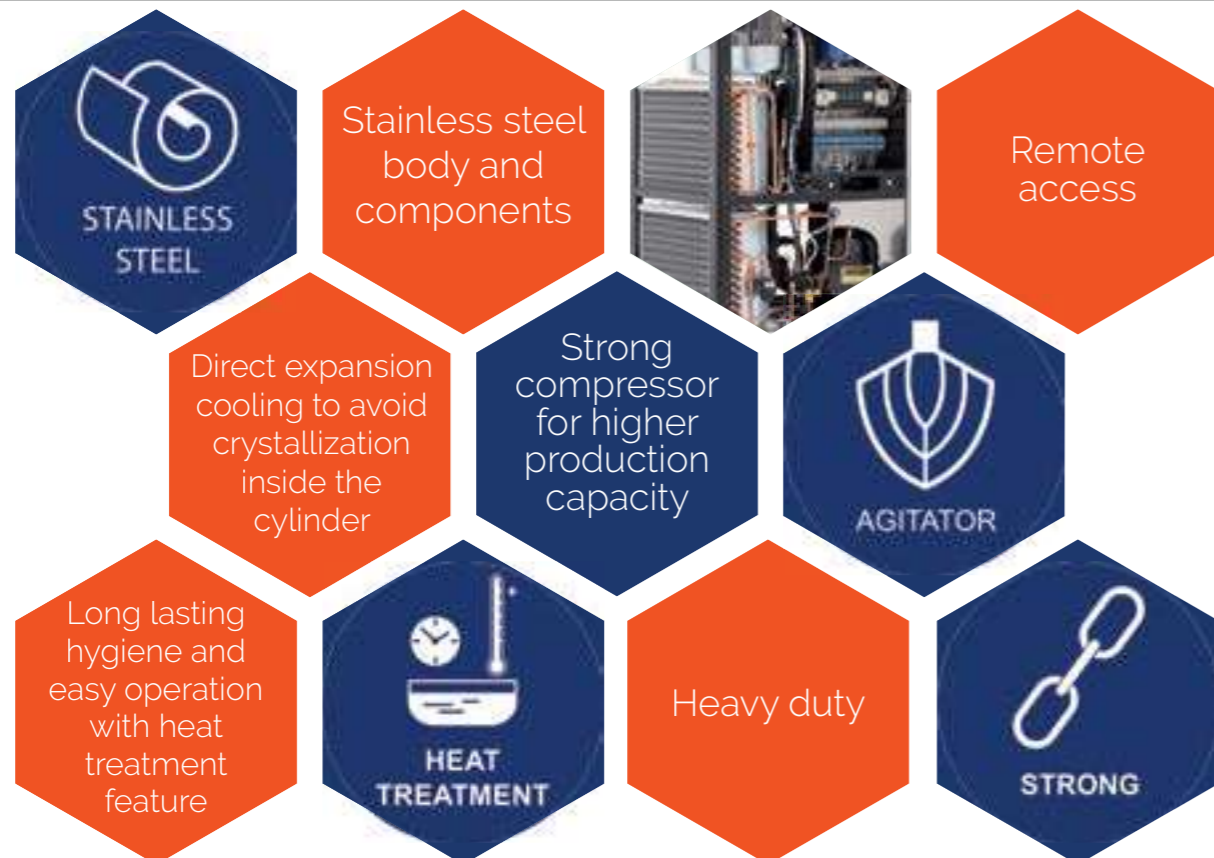 STAINLESS
STEEL
Stainless steel
body and
components
Remote
access
Direct expansion
cooling to avoid
crystallization
inside the
cylinder
Strong
compressor
for higher
production
capacity
AGITATOR
Long lasting
hygiene and
easy operation
with heat
treatment
feature
HEAT
TREATMENT
Heavy duty
STRONG